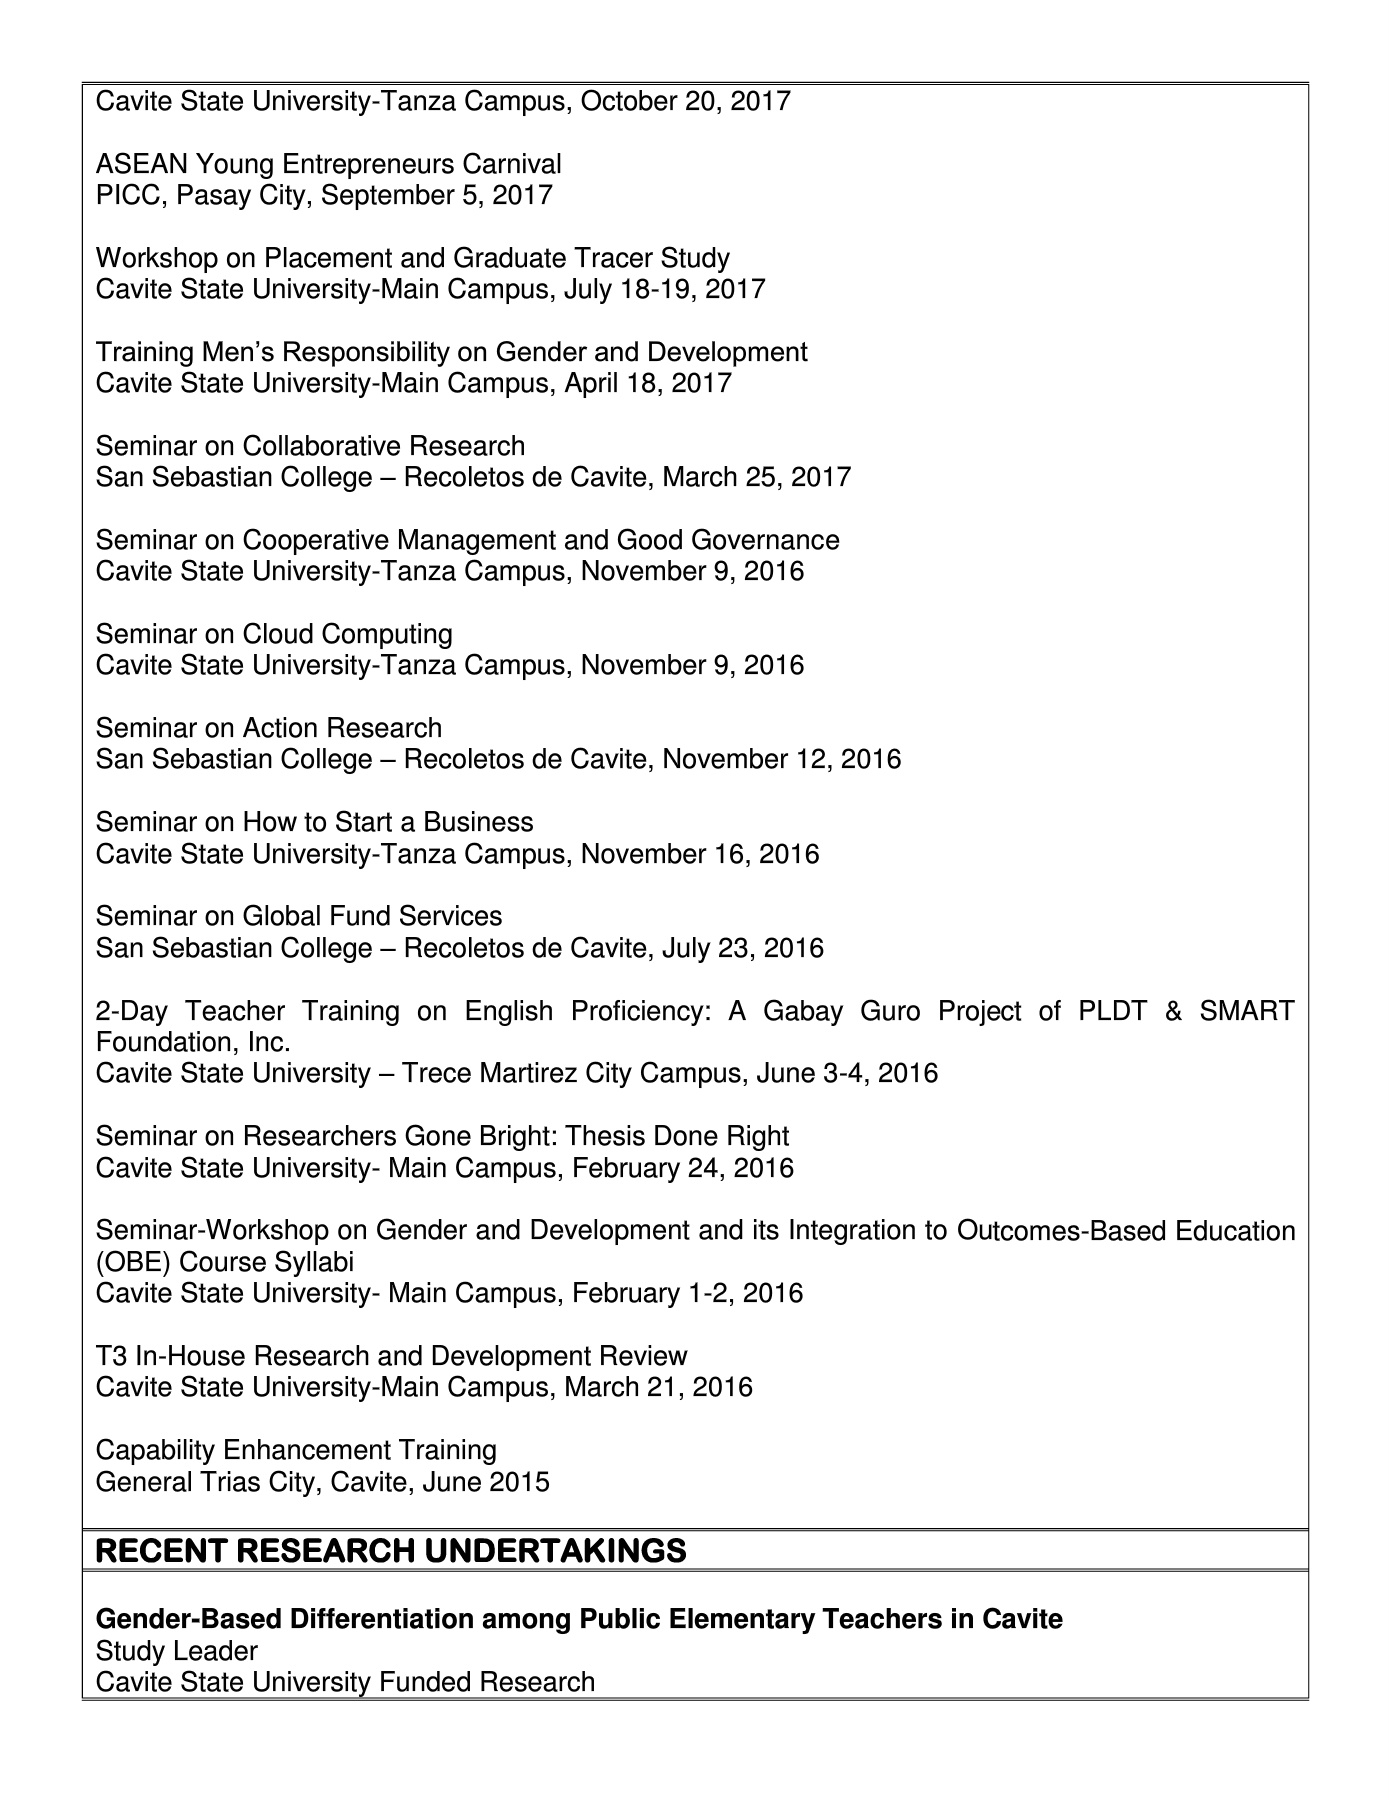 Cavite State University-Tanza Campus, October 20, 2017
ASEAN Young Entrepreneurs Carnival
PICC, Pasay City, September 5, 2017
Workshop on Placement and Graduate Tracer Study
Cavite State University-Main Campus, July 18-19, 2017
Training Men’s Responsibility on Gender and Development
Cavite State University-Main Campus, April 18, 2017
Seminar on Collaborative Research
San Sebastian College – Recoletos de Cavite, March 25, 2017
Seminar on Cooperative Management and Good Governance
Cavite State University-Tanza Campus, November 9, 2016
Seminar on Cloud Computing
Cavite State University-Tanza Campus, November 9, 2016
Seminar on Action Research
San Sebastian College – Recoletos de Cavite, November 12, 2016
Seminar on How to Start a Business
Cavite State University-Tanza Campus, November 16, 2016
Seminar on Global Fund Services
San Sebastian College – Recoletos de Cavite, July 23, 2016
2-Day Teacher Training on English Proficiency: A Gabay Guro Project of PLDT & SMART
Foundation, Inc.
Cavite State University – Trece Martirez City Campus, June 3-4, 2016
Seminar on Researchers Gone Bright: Thesis Done Right
Cavite State University- Main Campus, February 24, 2016
Seminar-Workshop on Gender and Development and its Integration to Outcomes-Based Education
(OBE) Course Syllabi
Cavite State University- Main Campus, February 1-2, 2016
T3 In-House Research and Development Review
Cavite State University-Main Campus, March 21, 2016
Capability Enhancement Training
General Trias City, Cavite, June 2015
RECENT RESEARCH UNDERTAKINGS
Gender-Based Differentiation among Public Elementary Teachers in Cavite
Study Leader
Cavite State University Funded Research